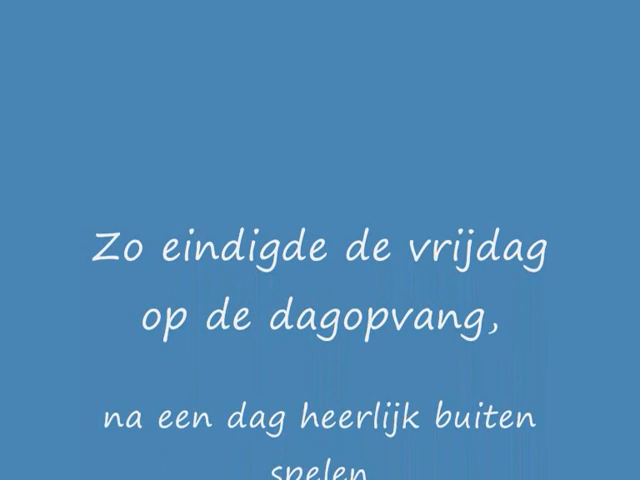 Zo eindigde de vrijdag
op de dagopvang,
na een dag heerlijk buiten
spelen